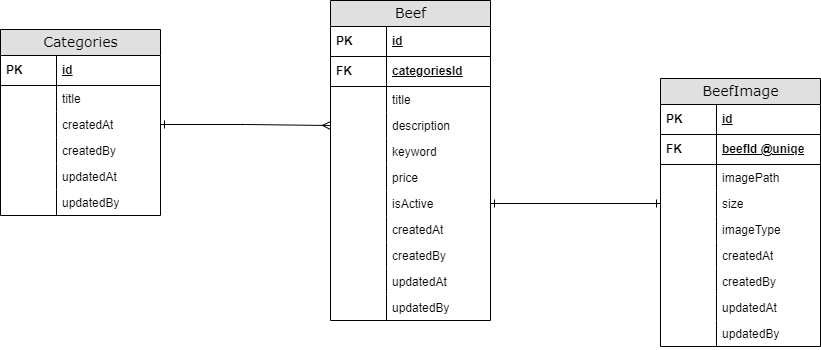 Categories
PK id
title
createdAt
createdBy
updatedAt
updatedBy
Beef
PK id
FK categoriesId
title
description
keyword
price
isActive
createdAt
createdBy
updatedAt
updatedBy
BeefImage
PK id
FK beefId @uniqe
imagePath
size
imageType
createdAt
createdBy
updatedAt
updatedBy